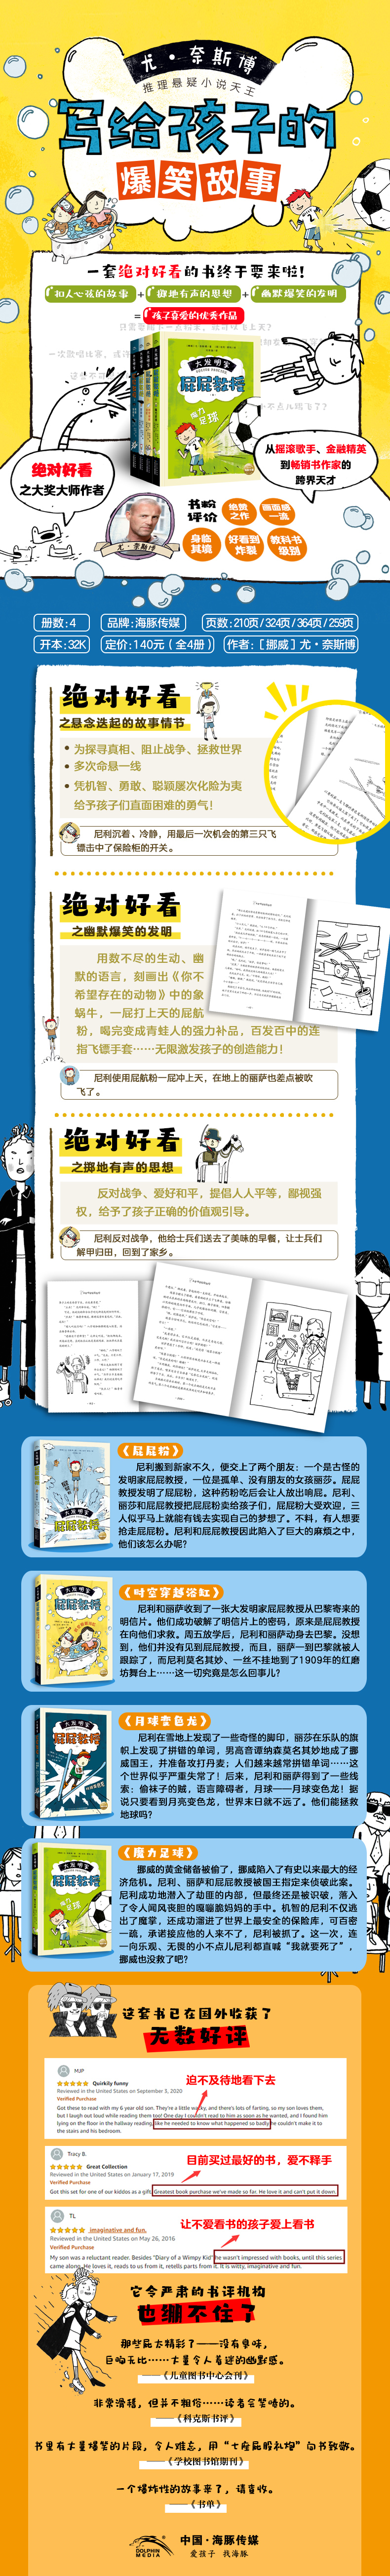 尤·奈斯博
推理悬疑小说天王
写给孩子的
爆笑故事
一套绝对好看的书终于要来啦！
扣人心弦的故事+掷地有声的思想+幽默爆笑的发明
=孩子喜爱的优秀作品
大发明家
屁屁教授
魔力足球
绝对好看
之大奖大师作者
从摇滚歌手、金融精英
到畅销书作家的
跨界天才
尤·奈斯博
书粉
评价
绝赞
之作
画面感
一流
身临
其境
好看到
炸裂
教科书
级别
册数:4
品牌:海豚传媒
页数:210页/324页/364页/259页
开本:32K
定价:140元（全4册）
作者:［挪威］尤·奈斯博
绝对好看
之悬念迭起的故事情节
● 为探寻真相、阻止战争、拯救世界
● 多次命悬一线
● 凭机智、勇敢、聪颖屡次化险为夷
给予孩子们直面困难的勇气！
尼利沉着、冷静，用最后一次机会的第三只飞
镖击中了保险柜的开关。
绝对好看
之幽默爆笑的发明
用数不尽的生动、幽
默的语言，刻画出《你不
希望存在的动物》中的象
蜗牛，一屁打上天的屁航
粉，喝完变成青蛙人的强力补品，百发百中的连
指飞镖手套……无限激发孩子的创造能力！
尼利使用屁航粉一屁冲上天，在地上的丽萨也差点被吹
飞了。
绝对好看
之掷地有声的思想
反对战争、爱好和平，提倡人人平等，鄙视强
权，给予了孩子正确的价值观引导。
尼利反对战争，他给士兵们送去了美味的早餐，让士兵们
解甲归田，回到了家乡。
《屁屁粉》
尼利搬到新家不久，便交上了两个朋友：一个是古怪的
发明家屁屁教授，一位是孤单、没有朋友的女孩丽莎。屁屁
教授发明了屁屁粉，这种药粉吃后会让人放出响屁。尼利、
丽莎和屁屁教授把屁屁粉卖给孩子们，屁屁粉大受欢迎，三
人似乎马上就能有钱去实现自己的梦想了。不料，有人想要
抢走屁屁粉。尼利和屁屁教授因此陷入了巨大的麻烦之中，
他们该怎么办呢？
《时空穿越浴缸》
尼利和丽萨收到了一张大发明家屁屁教授从巴黎寄来的
明信片。他们成功破解了明信片上的密码，原来是屁屁教授
在向他们求救。周五放学后，尼利和丽萨动身去巴黎。没想
到，他们并没有见到屁屁教授，而且，丽萨一到巴黎就被人
跟踪了，而尼利莫名其妙、一丝不挂地到了1909年的红磨
坊舞台上……这一切究竟是怎么回事儿？
《月球变色龙》
尼利在雪地上发现了一些奇怪的脚印，丽莎在乐队的旗
帜上发现了拼错的单词，男高音谭纳森莫名其妙地成了挪
威国王，并准备攻打丹麦；人们越来越常拼错单词……这
个世界似乎严重失常了！后来，尼利和丽萨得到了一些线
索：偷袜子的贼，语言障碍者，月球——月球变色龙！据
说只要看到月亮变色龙，世界末日就不远了。他们能拯救
地球吗？
《魔力足球》
挪威的黄金储备被偷了，挪威陷入了有史以来最大的经
济危机。尼利、丽萨和屁屁教授被国王指定来侦破此案。
尼利成功地潜入了劫匪的内部，但最终还是被识破，落入
了令人闻风丧胆的嘎嘣脆妈妈的手中。机智的尼利不仅逃
出了魔掌，还成功溜进了世界上最安全的保险库，可百密
一疏，承诺接应他的人来不了，尼利被抓了。这一次，连
一向乐观、无畏的小不点儿尼利都直喊“我就要死了”，
挪威也没救了吧？
这套书已在国外收获了
无数好评
MJP
Quirkily funny
Reviewed in the United States on September 3, 2020
Verified Purchase
迫不及待地看下去
Got these to read with my 6 year old son. They're a little wacky, and there's lots of farting, so my son loves them,
but I laugh out loud while reading them too! One day I couldn't read to him as soon as he wanted, and I found him
lying on the floor in the hallway reading, like he needed to know what happened so badly he couldn't make it to
the stairs and his bedroom.
Tracy B.
Great Collection
Reviewed in the United States on January 17, 2019
Verified Purchase
目前买过最好的书，爱不释手
Got this set for one of our kiddos as a gift. Greatest book purchase we've made so far. He love it and can't put it down.
TL
imaginative and fun.
Reviewed in the United States on May 26, 2016
Verified Purchase
让不爱看书的孩子爱上看书
My son was a reluctant reader. Besides "Diary of a Wimpy Kid" he wasn't impressed with books, until this series
came along. He loves it, reads to us from it, retells parts from it. It is witty, imaginative and fun.
它令严肃的书评机构
也绷不住了
那些屁太精彩了——没有臭味，
巨响无比……大量令人着迷的幽默感。
——《儿童图书中心会刊》
非常滑稽，但并不粗俗……读者会笑喷的。
——《科克斯书评》
书里有大量爆笑的片段，令人难忘，用“七座屁股礼炮”向书致敬。
——《学校图书馆期刊》
一个爆炸性的故事来了，请查收。
——《书单》
DOLPHIN
MEDIA
中国·海豚传媒
爱孩子 找海豚